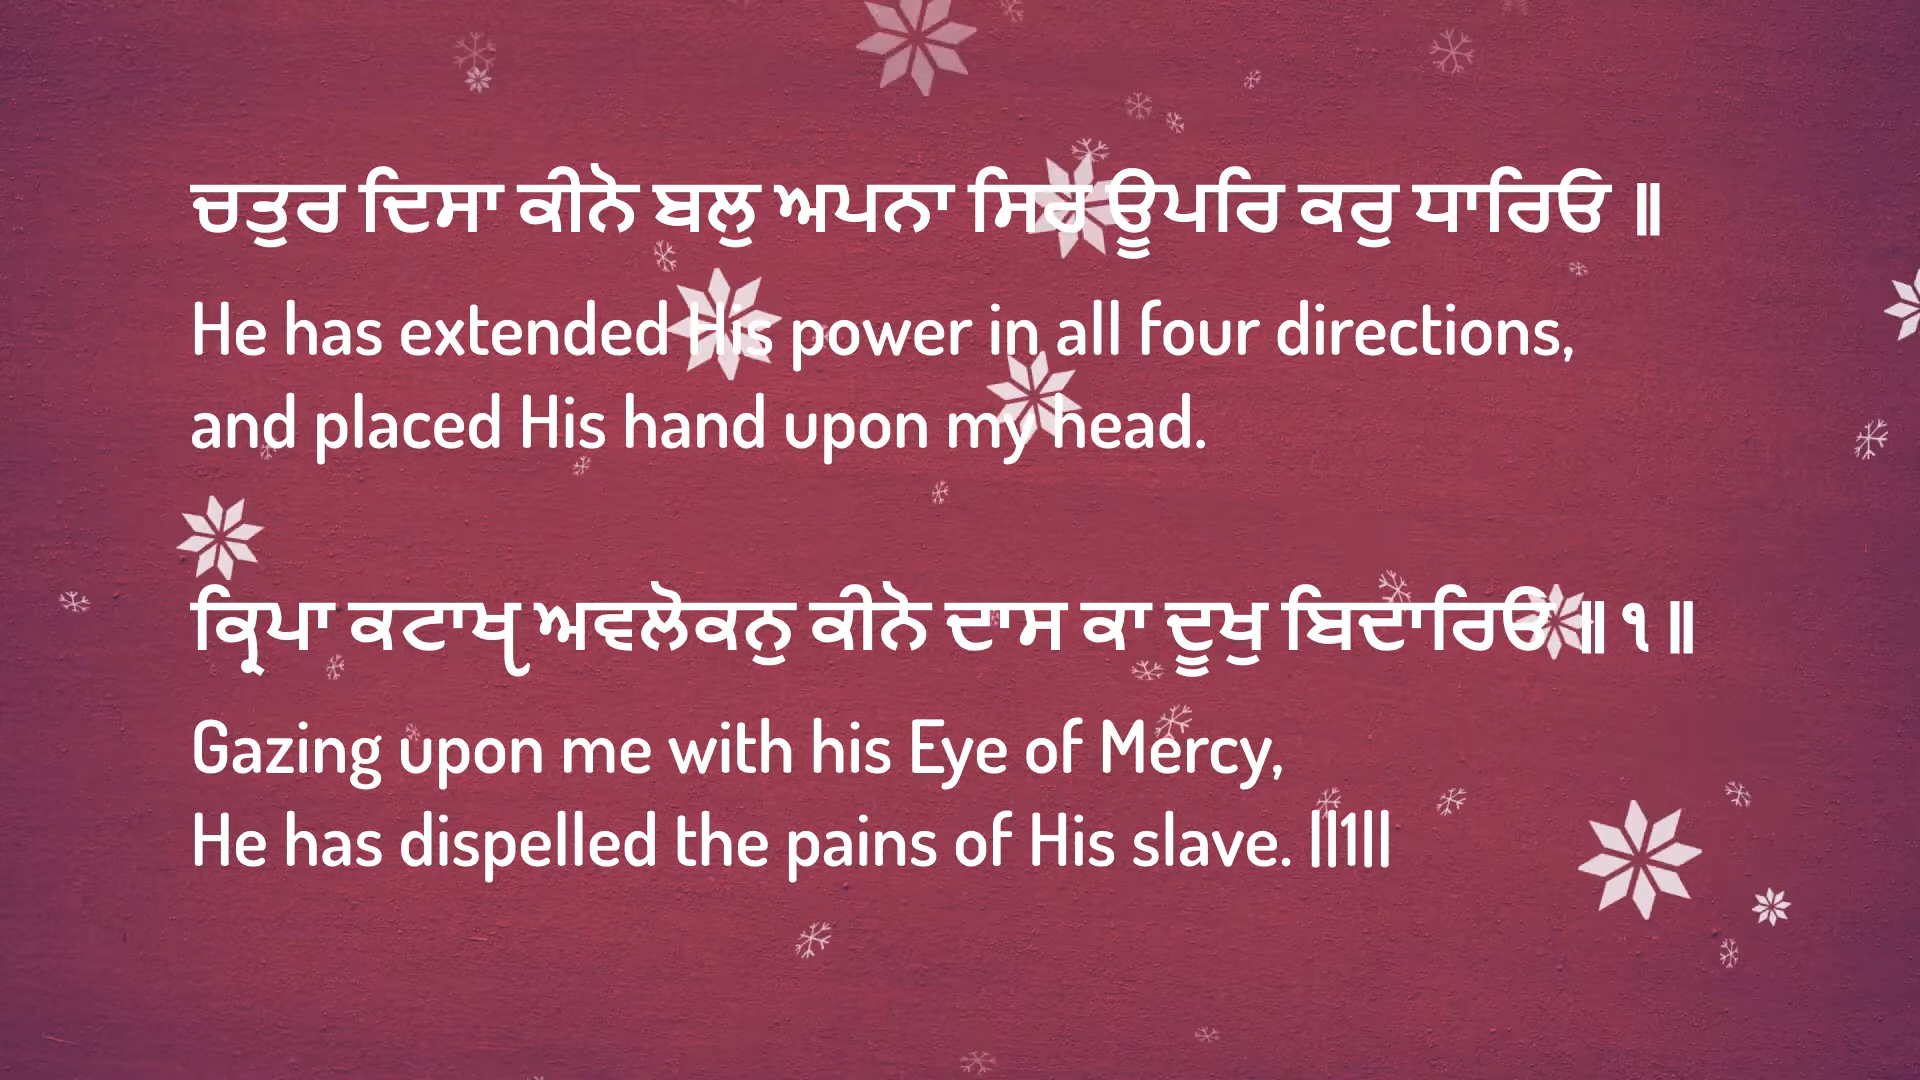 ਚਤੁਰ ਦਿਸਾ ਕੀਨੋ ਬਲੁ ਅਪਨਾ ਸਿਰ ਊਪਰਿ ਕਰੁ ਧਾਰਿਓ ॥
He has extended His power in all four directions,
and placed His hand upon my head.
ਕ੍ਰਿਪਾ ਕਟਾਖੵ ਅਵਲੋਕਨੁ ਕੀਨੋ ਦਾਸ ਕਾ ਦੂਖੁ ਬਿਦਾਰਿਓ ॥੧॥
Gazing upon me with his Eye of Mercy,
He has dispelled the pains of His slave. ||1||